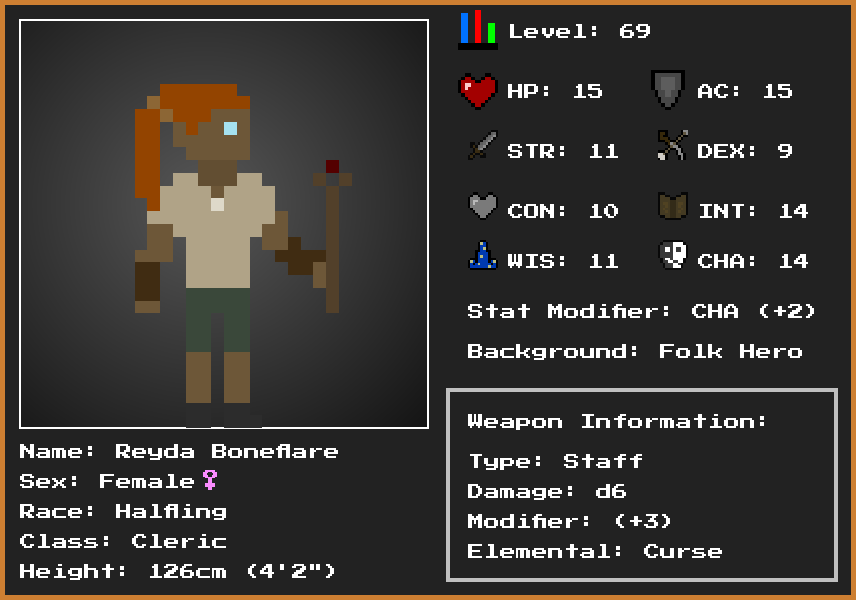 Level: 69
HP: 15
AC: 15
STR: 11
DEX: 9
CON: 10
INT: 14
WIS: 11
CHA: 14
Stat Modifier: CHA (+2)
Background: Folk Hero
Weapon Information:
Type: Staff
Damage: d6
Modifier: (+3)
Elemental: Curse
Name: Reyda Boneflare
Sex: Female♀
Race: Halfling
Class: Cleric
Height: 126cm (4'2")